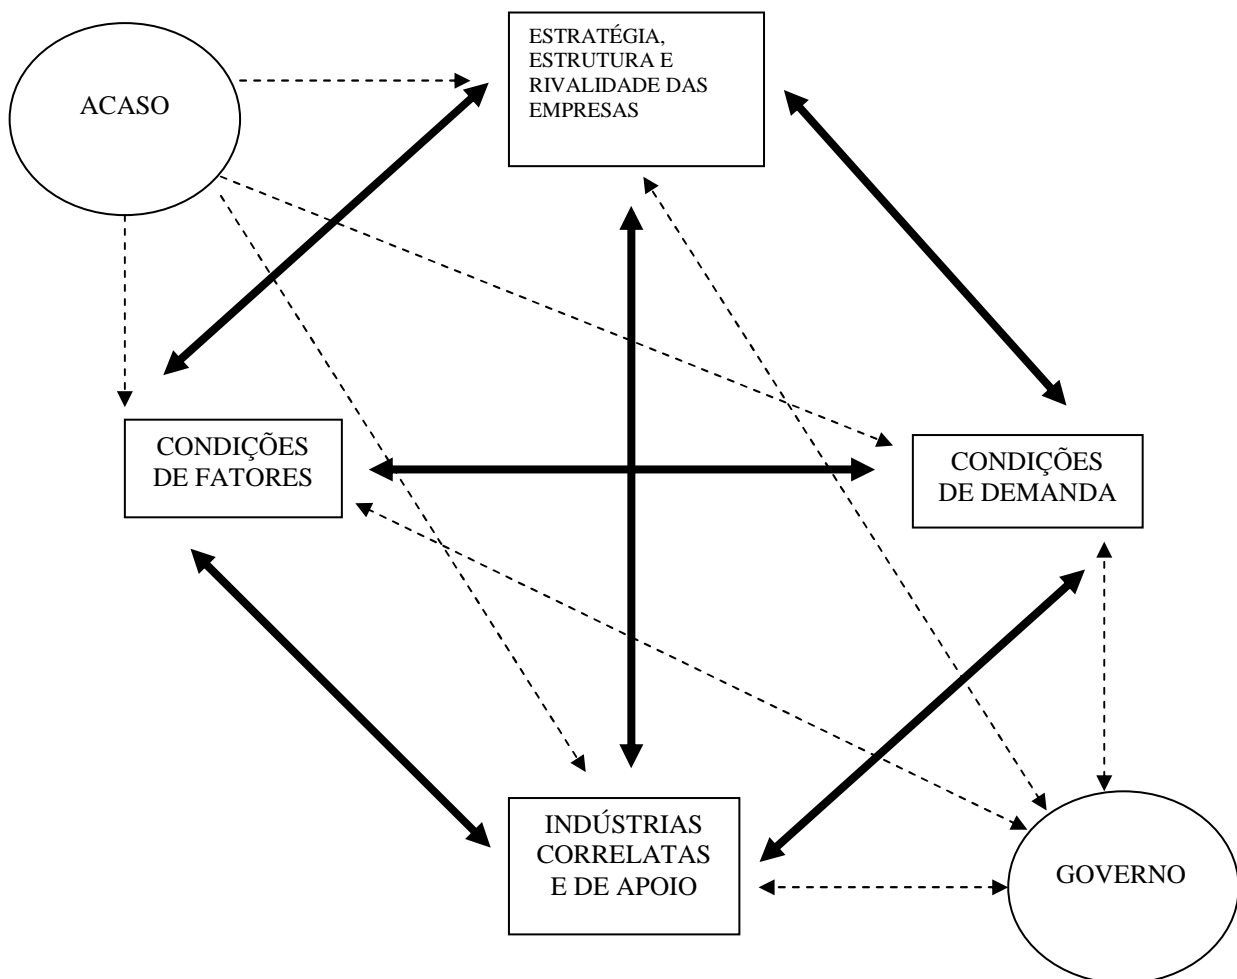 ESTRATÉGIA,
ESTRUTURA E
RIVALIDADE DAS
EMPRESAS
ACASO
CONDIÇÕES
DE FATORES
CONDIÇÕES
DE DEMANDA
INDÚSTRIAS
CORRELATAS
E DE APOIO
GOVERNO